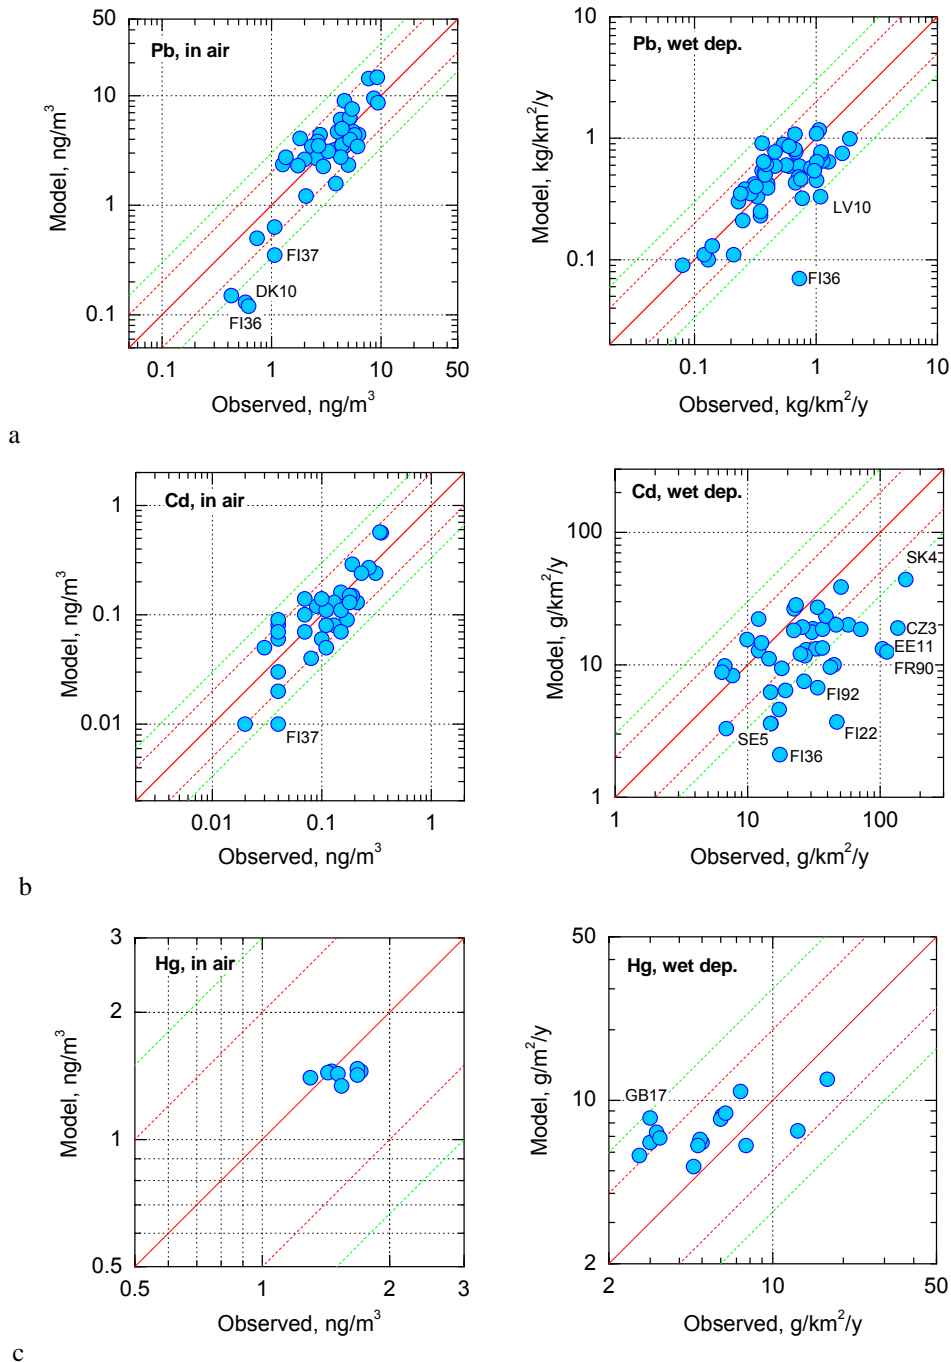 50
Pb, in air
10
1
0.1
Model, ng/m³
FI37
DK10
FI36
0.1
1
10
50
Observed, ng/m³
10
Pb, wet dep.
1
0.1
Model, kg/km²/y
LV10
FI36
0.1
1
10
Observed, kg/km²/y
a
1
Cd, in air
0.1
0.01
Model, ng/m³
FI37
0.01
0.1
1
Observed, ng/m³
Cd, wet dep.
100
10
1
Model, g/km²/y
SK4
CZ3
EE11
FR90
FI92
FI22
SE5
FI36
1
10
100
Observed, g/km²/y
b
3
Hg, in air
2
1
0.5
Model, ng/m³
0.5
1
2
3
Observed, ng/m³
50
Hg, wet dep.
10
2
Model, g/m²/y
GB17
2
10
50
Observed, g/km²/y
c